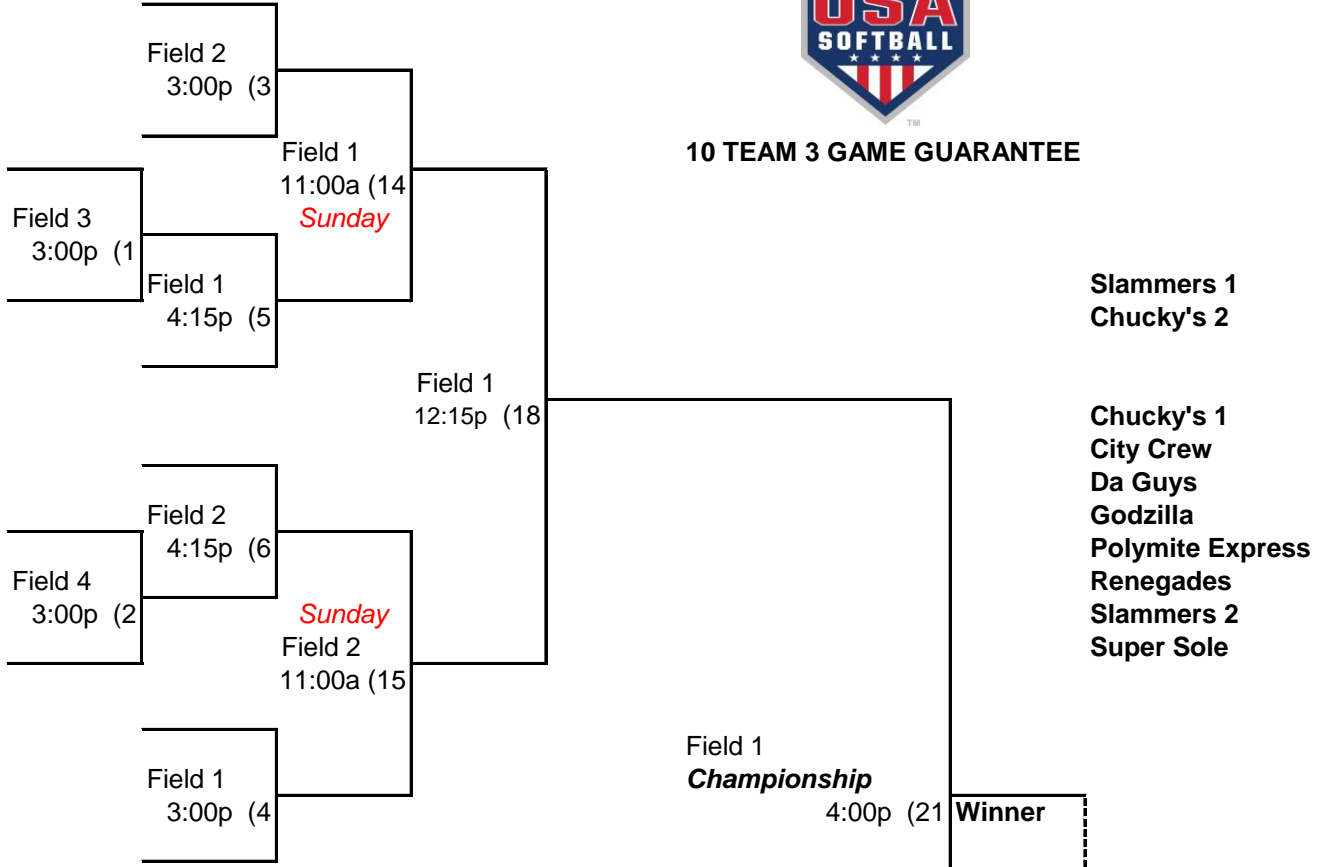 USA
SOFTBALL
TM
10 TEAM 3 GAME GUARANTEE
Field 2
3:00p (3
Field 1
11:00a (14
Sunday
Field 3
3:00p (1
Field 1
4:15p (5
Field 1
12:15p (18
Field 2
4:15p (6
Field 4
3:00p (2
Sunday
Field 2
11:00a (15
Field 1
3:00p (4
Field 1
Championship
4:00p (21 Winner
Slammers 1
Chucky's 2
Chucky's 1
City Crew
Da Guys
Godzilla
Polymite Express
Renegades
Slammers 2
Super Sole